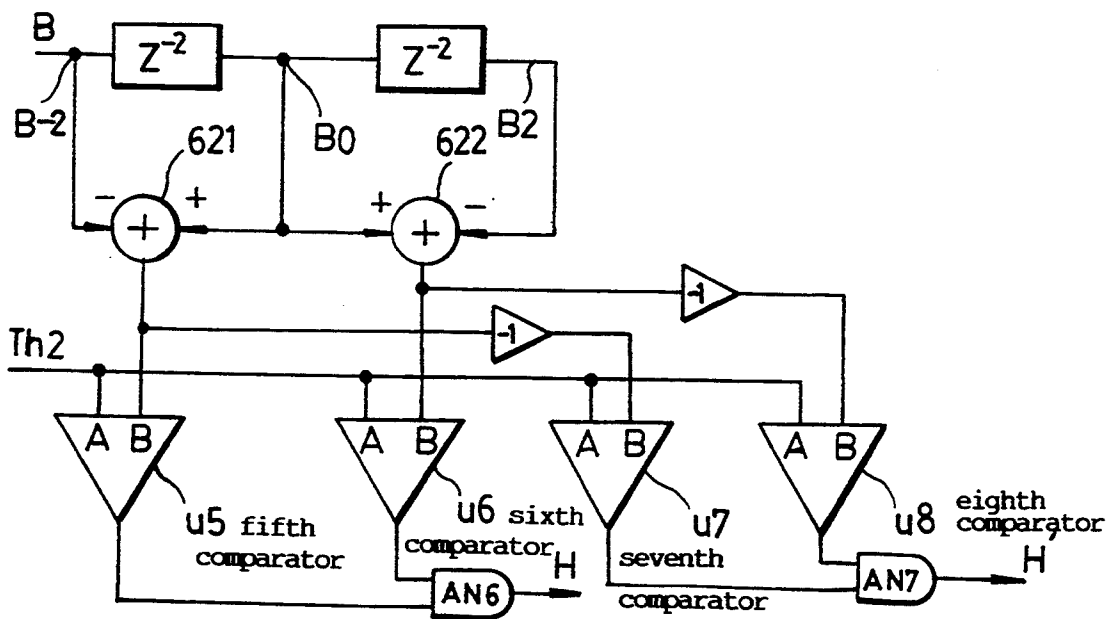 B
Z⁻²
Z⁻²
B-2
B0
B2
621
622
- +
+ -
+
+
-1
-1
Th2
A B
A B
A B
A B
u5 fifth
comparator
u6 sixth
comparator
u7
seventh
comparator
u8 eighth
comparator
H
H'
AN6
AN7